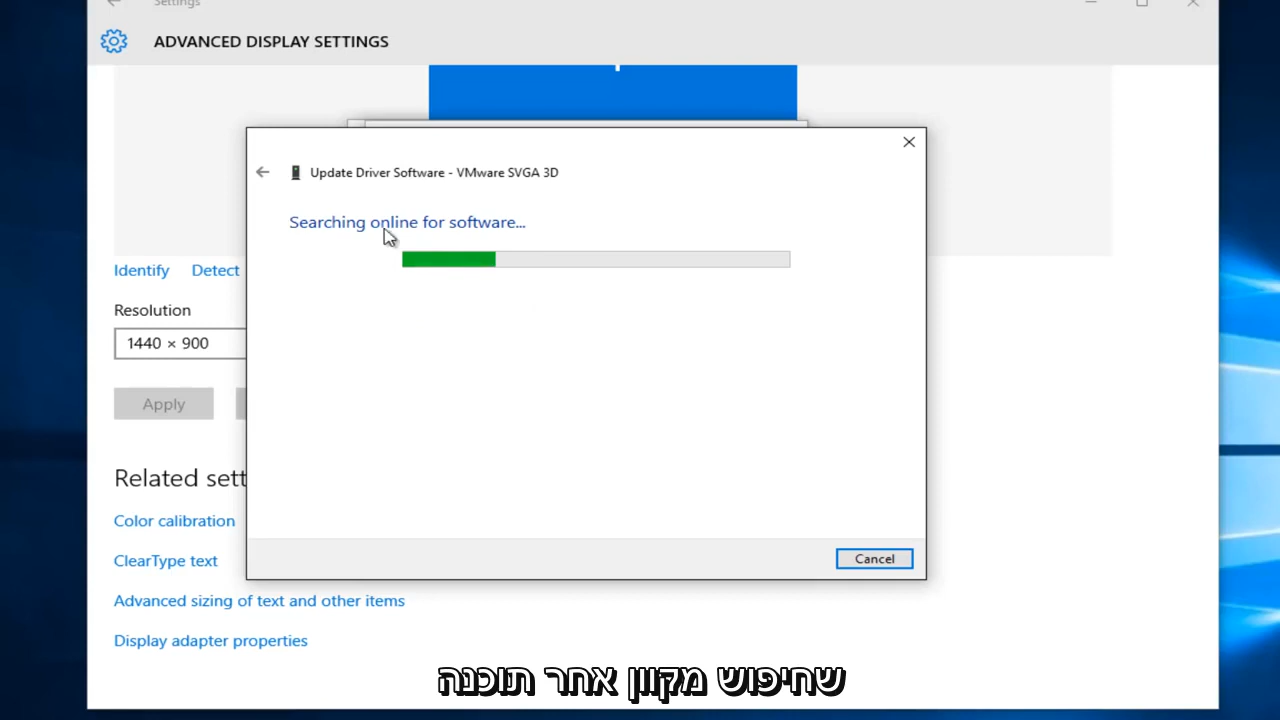 Settings
ADVANCED DISPLAY SETTINGS
Update Driver Software - VMware SVGA 3D
Searching online for software...
Identify Detect
Resolution
1440 × 900
Apply
Related sett
Color calibration
ClearType text
Cancel
Advanced sizing of text and other items
Display adapter properties
שחיפוש מקוון אחר תוכנה